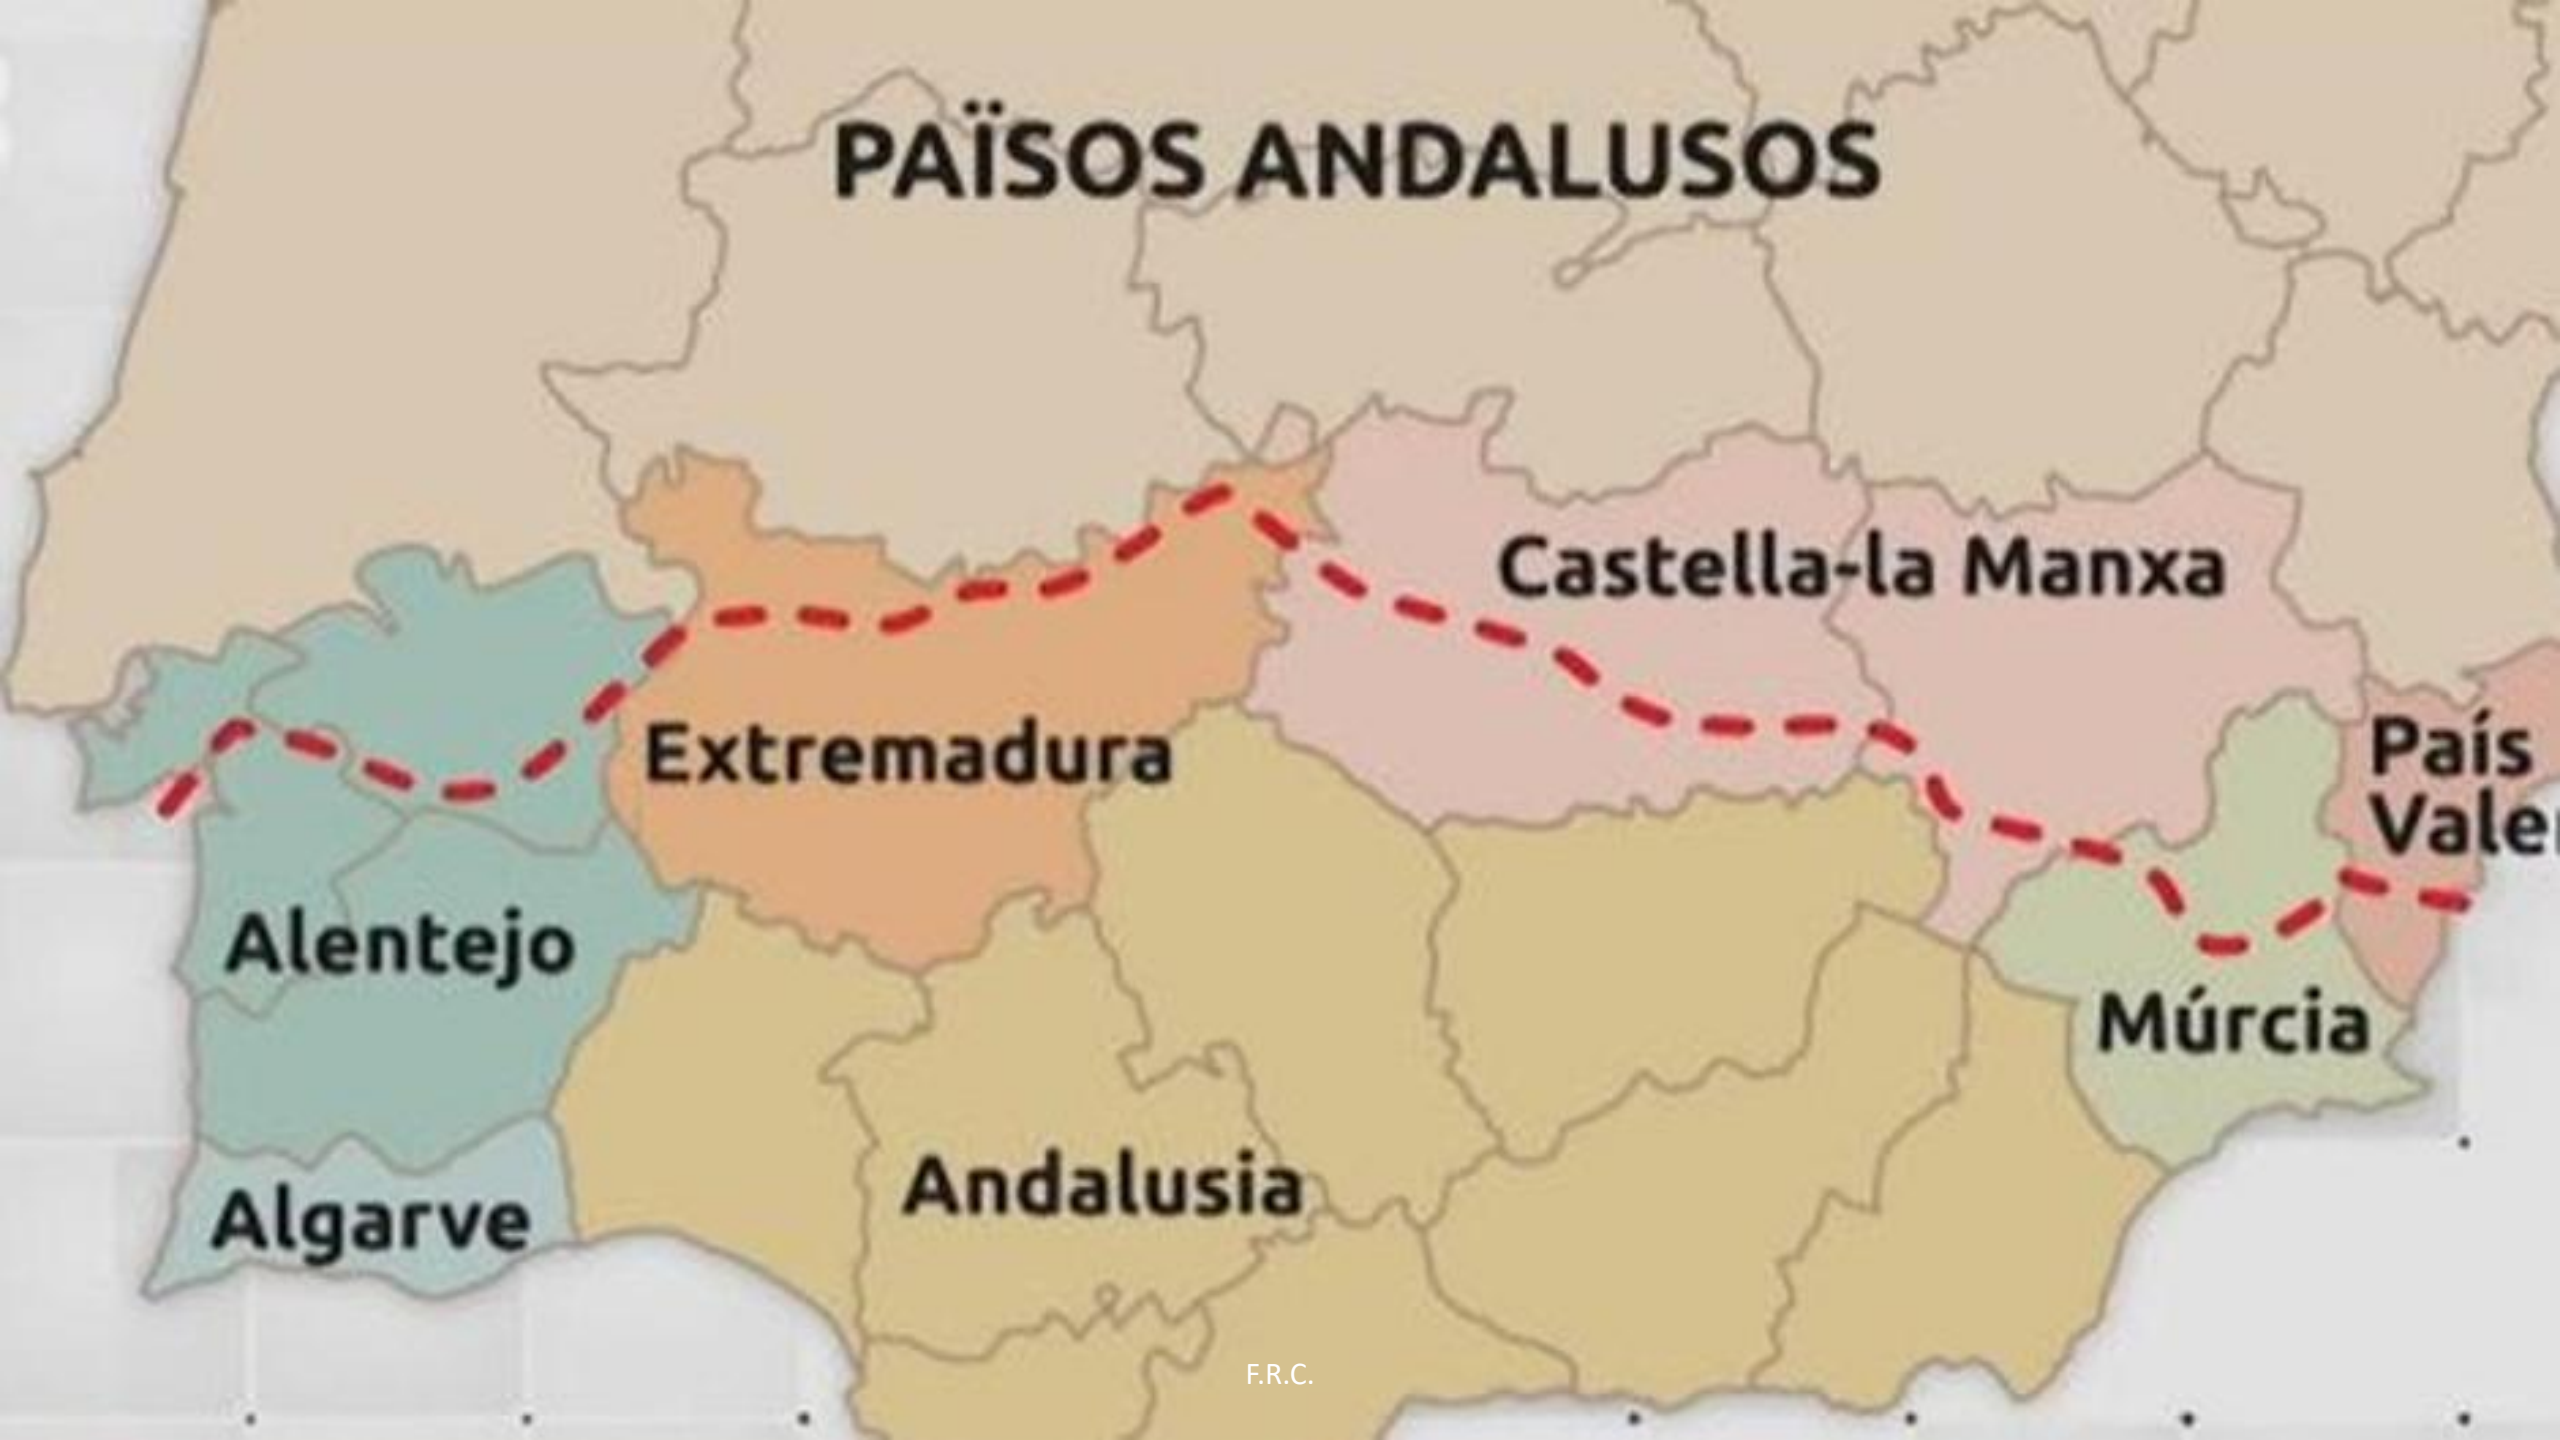 PAÏSOS ANDALUSOS
Castella-la Manxa
País
Extremadura
Alentejo
Múrcia
Andalusia
Algarve
F.R.C.